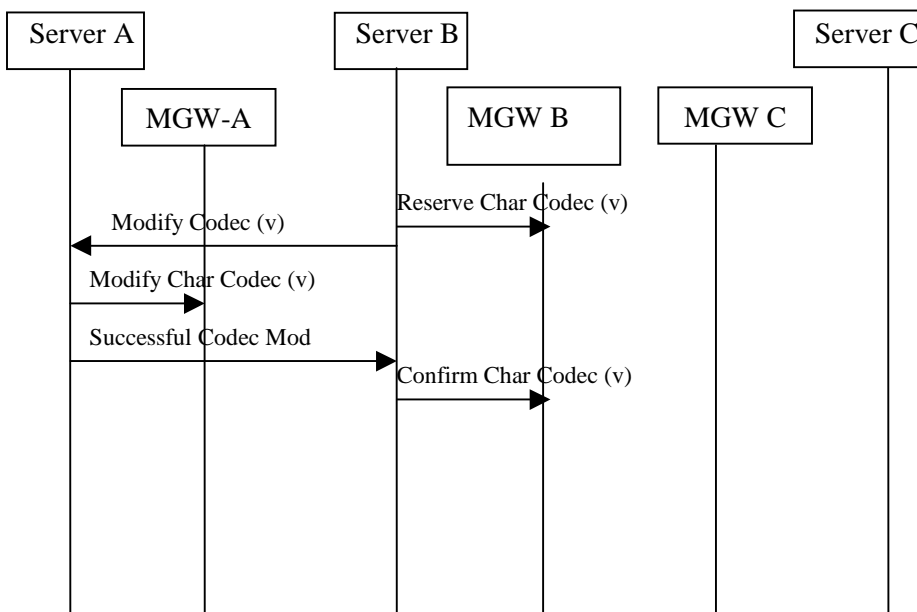 Server A
Server B
Server C
MGW-A
MGW B
MGW C
Reserve Char Codec (v)
Modify Codec (v)
Modify Char Codec (v)
Successful Codec Mod
Confirm Char Codec (v)